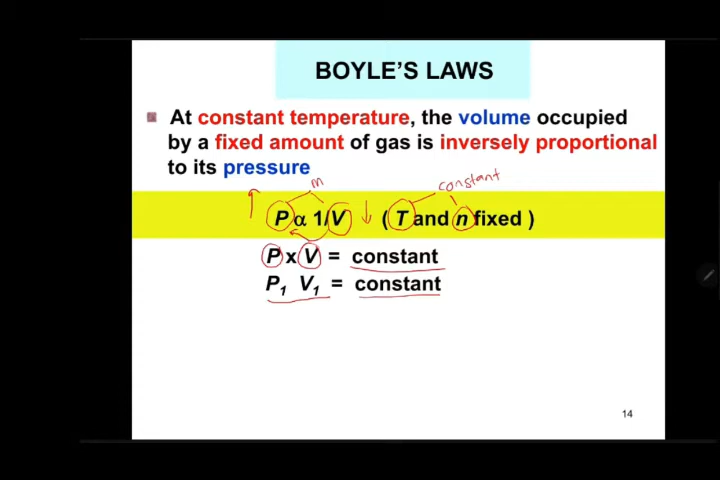 BOYLE'S LAWS
At constant temperature, the volume occupied
by a fixed amount of gas is inversely proportional
to its pressure
m
constant
P α 1/V ( T and n fixed )
P x V = constant
P₁ V₁ = constant
14